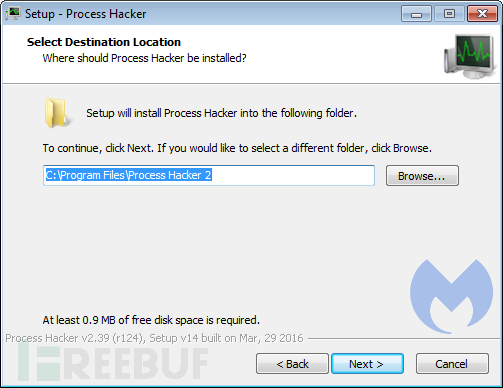 Setup - Process Hacker
Select Destination Location
Where should Process Hacker be installed?
Setup will install Process Hacker into the following folder.
To continue, click Next. If you would like to select a different folder, click Browse.
C:\Program Files\Process Hacker 2
Browse...
At least 0.9 MB of free disk space is required.
Process Hacker v2.39 (r124), Setup v14 built on Mar, 29 2016
FREEBUF
< Back
Next >
Cancel